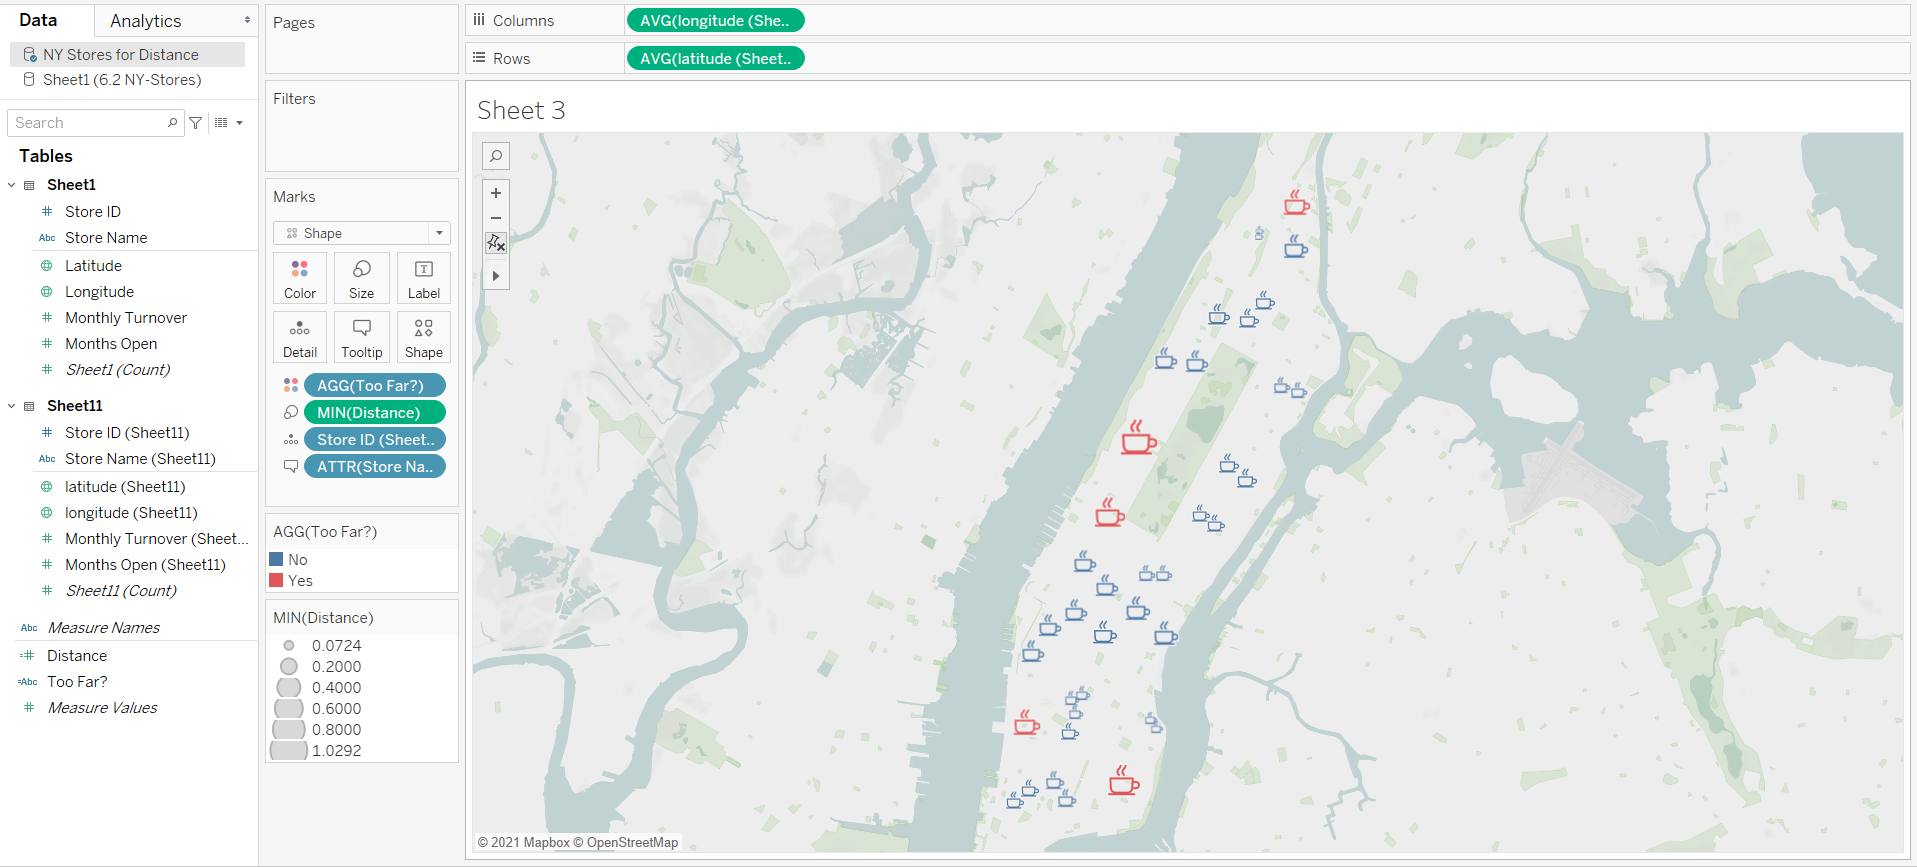 Data
Analytics
NY Stores for Distance
Sheet1 (6.2 NY-Stores)
Search
Tables
Sheet1
Store ID
Abc Store Name
Latitude
Longitude
Monthly Turnover
Months Open
Sheet1 (Count)
Sheet11
Store ID (Sheet11)
Abc Store Name (Sheet11)
latitude (Sheet11)
longitude (Sheet11)
Monthly Turnover (Sheet...
Months Open (Sheet11)
Sheet11 (Count)
Abc Measure Names
=# Distance
=Abc Too Far?
Measure Values
Pages
Filters
Marks
Shape
Color
Size
Label
Detail
Tooltip
Shape
AGG(Too Far?)
MIN(Distance)
Store ID (Sheet..
ATTR(Store Na..
AGG(Too Far?)
No
Yes
MIN(Distance)
0.0724
0.2000
0.4000
0.6000
0.8000
1.0292
Columns
AVG(longitude (She..
Rows
AVG(latitude (Sheet..
Sheet 3
© 2021 Mapbox © OpenStreetMap